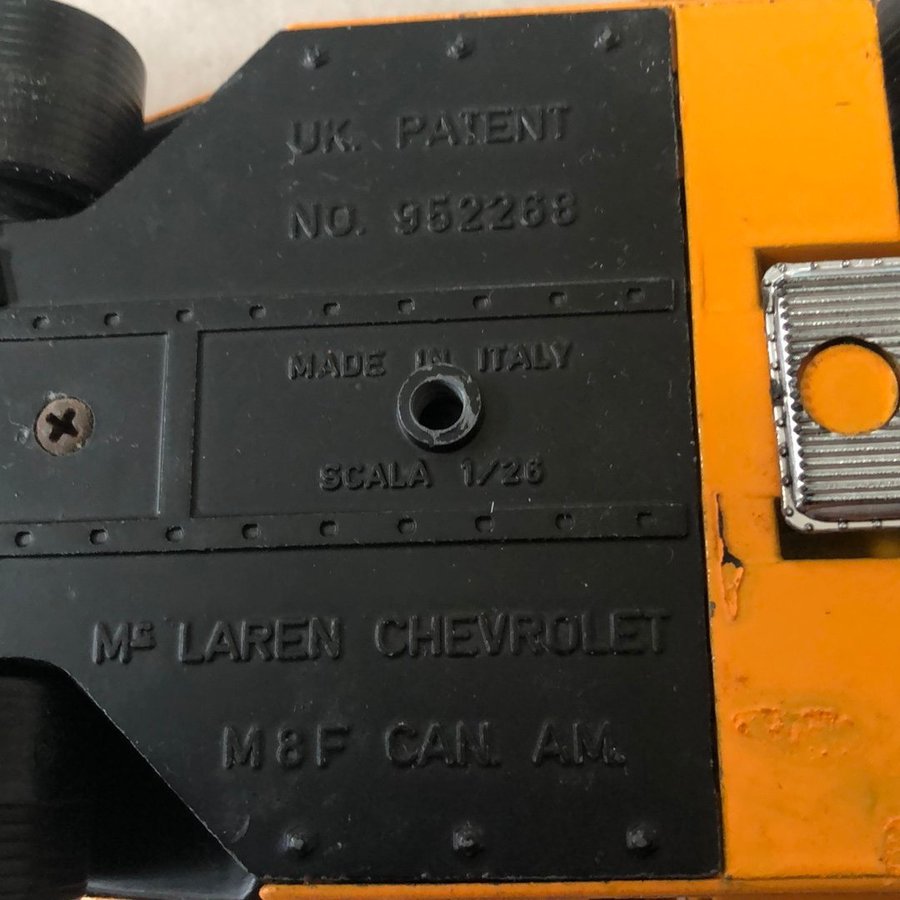 UK. PATENT
NO. 952268
MADE IN ITALY
SCALA 1/26
Mc LAREN CHEVROLET
M8F CAN. AM.